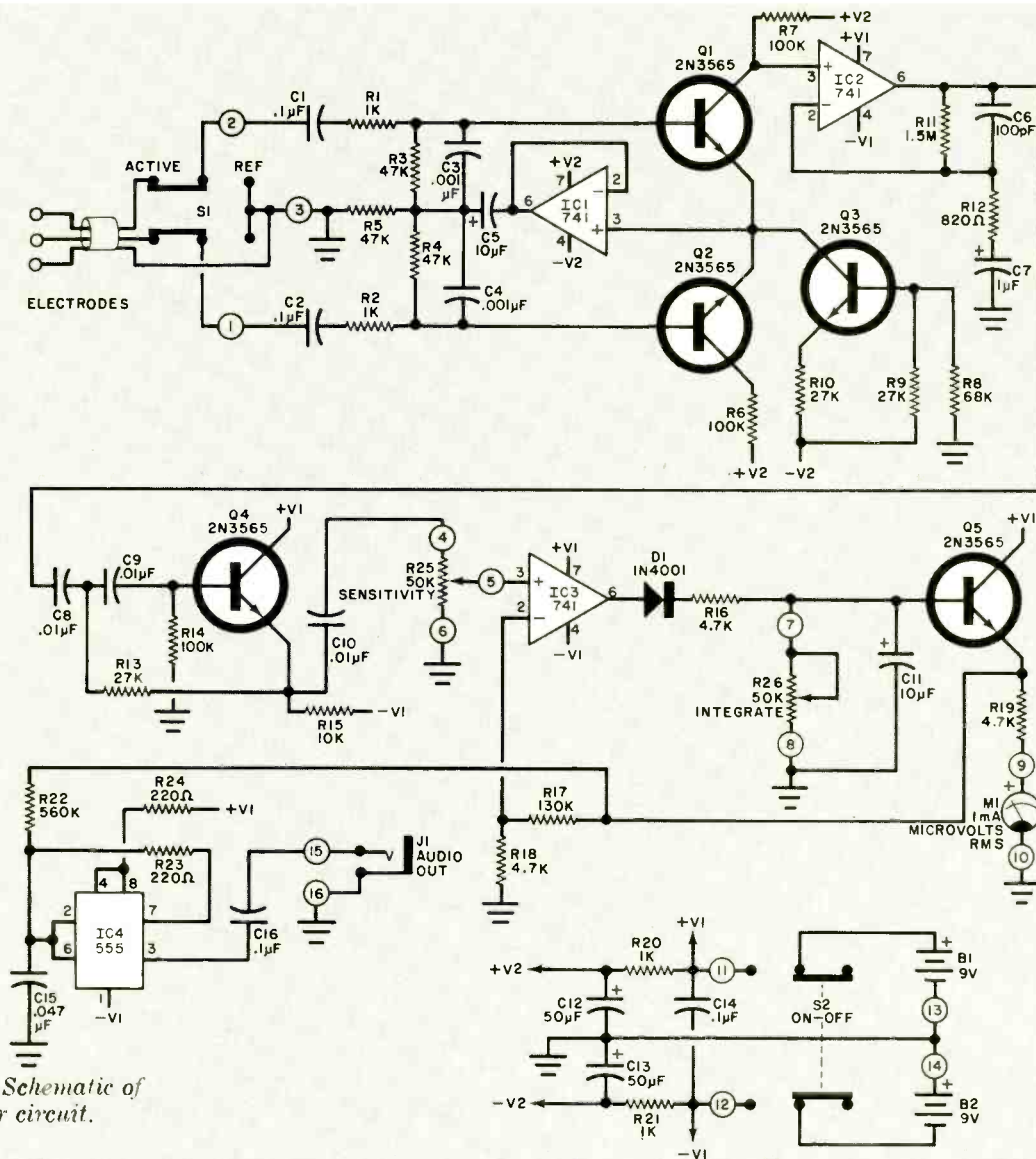 +V2
R7
100K
+V1
Q1
2N3565
3
+
7
IC2
741
6
2
-
4
-V1
R11
1.5M
C6
100pF
C1
.1µF
R1
1K
2
ACTIVE
REF
S1
3
R3
47K
C3
.001
µF
+V2
7
2
6
IC1
741
-
+
3
4
-V2
R5
47K
+
C5
10µF
R4
47K
Q2
2N3565
Q3
2N3565
R12
820Ω
+
C7
1µF
ELECTRODES
C2
.1µF
R2
1K
C4
.001µF
1
R10
27K
R9
27K
R8
68K
R6
100K
+V2
-V2
Q4
2N3565
+V1
C9
.01µF
C8
.01µF
R14
100K
R13
27K
R15
10K
-V1
C10
.01µF
4
R25
50K
SENSITIVITY
5
6
3
+
+V1
7
IC3
741
6
2
-
4
-V1
D1
1N4001
R16
4.7K
7
R26
50K
INTEGRATE
8
+
C11
10µF
Q5
2N3565
+V1
R19
4.7K
9
+
M1
1mA
MICROVOLTS
RMS
10
R22
560K
R24
220Ω
+V1
R23
220Ω
4
8
2
7
IC4
555
6
3
1
-V1
C15
.047
µF
C16
.1µF
15
J1
AUDIO
OUT
16
R17
130K
R18
4.7K
+V1
+V2
R20
1K
11
C12
50µF
+
C14
.1µF
S2
ON-OFF
B1
9V
+
13
14
C13
50µF
+
-V2
R21
1K
12
-V1
+
B2
9V
Schematic of
r circuit.